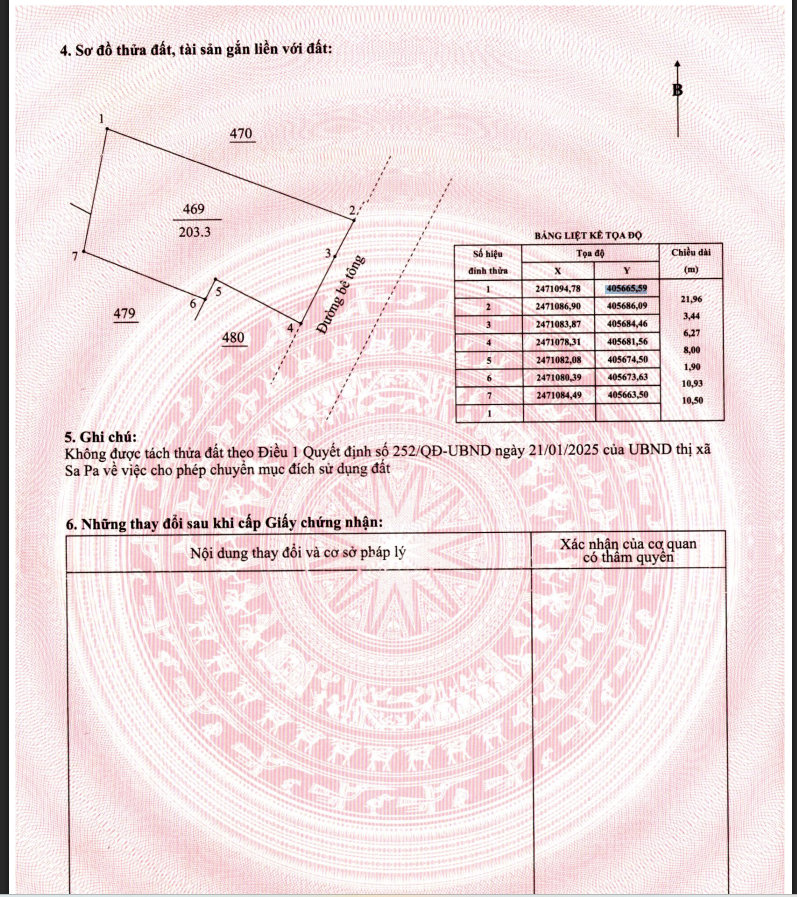 4. Sơ đồ thửa đất, tài sản gắn liền với đất:
B
1
470
2
469
203.3
3
7
Đường bê tông
5
6
479
4
480
BẢNG LIỆT KÊ TỌA ĐỘ
Số hiệu đỉnh thửa Tọa độ Chiều dài (m)
X Y
1 2471094,78 405665,59
21,96
2 2471086,90 405686,09
3,44
3 2471083,87 405684,46
6,27
4 2471078,31 405681,56
8,00
5 2471082,08 405674,50
1,90
6 2471080,39 405673,63
10,93
7 2471084,49 405663,50
10,50
1
5. Ghi chú:
Không được tách thửa đất theo Điều 1 Quyết định số 252/QĐ-UBND ngày 21/01/2025 của UBND thị xã
Sa Pa về việc cho phép chuyển mục đích sử dụng đất
6. Những thay đổi sau khi cấp Giấy chứng nhận:
Nội dung thay đổi và cơ sở pháp lý
Xác nhận của cơ quan
có thẩm quyền